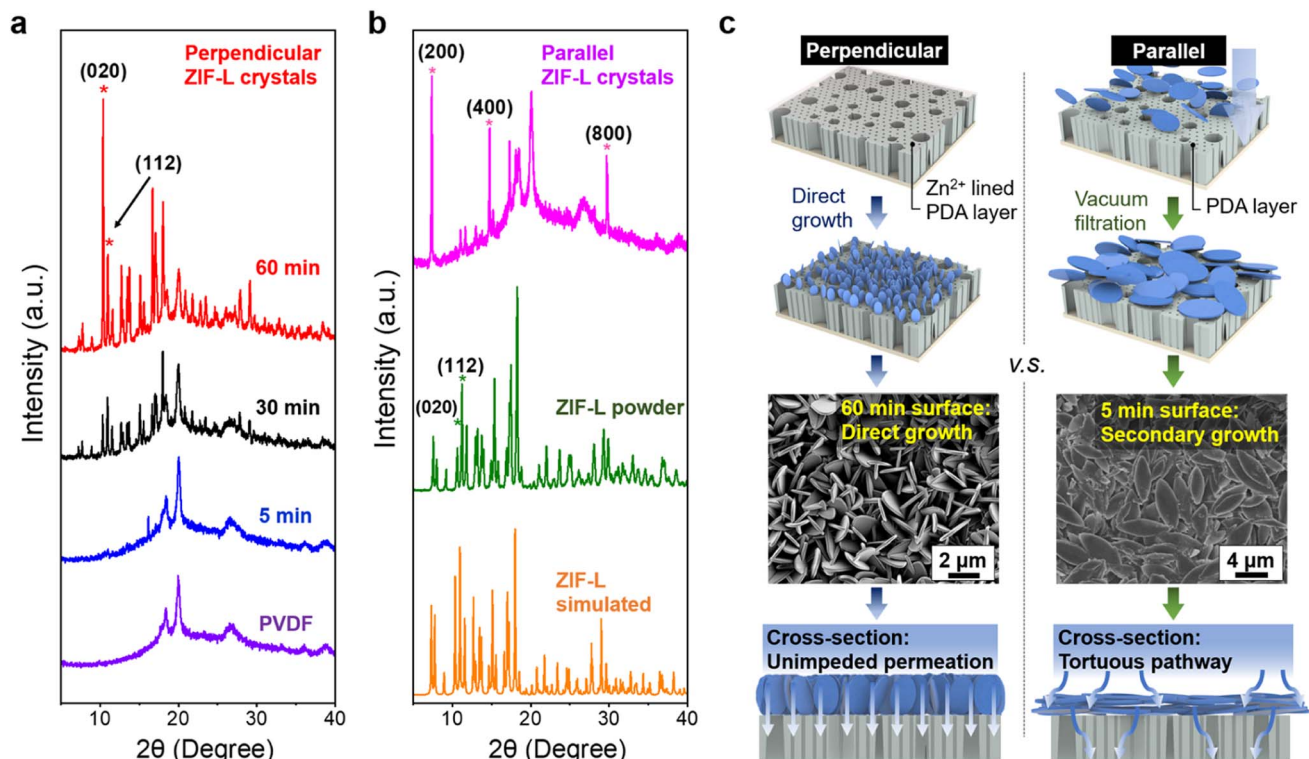 a
Perpendicular
ZIF-L crystals
(020)
*
(112)
*
60 min
30 min
5 min
PVDF
Intensity (a.u.)
10 20 30 40
2θ (Degree)
b
(200)
*
Parallel
ZIF-L crystals
(400)
*
(800)
*
(112)
*
(020)
*
ZIF-L powder
ZIF-L
simulated
Intensity (a.u.)
10 20 30 40
2θ (Degree)
c
Perpendicular
Zn²⁺ lined
PDA layer
Direct
growth
60 min surface:
Direct growth
2 µm
Cross-section:
Unimpeded permeation
v.s.
Parallel
PDA layer
Vacuum
filtration
5 min surface:
Secondary growth
4 µm
Cross-section:
Tortuous pathway